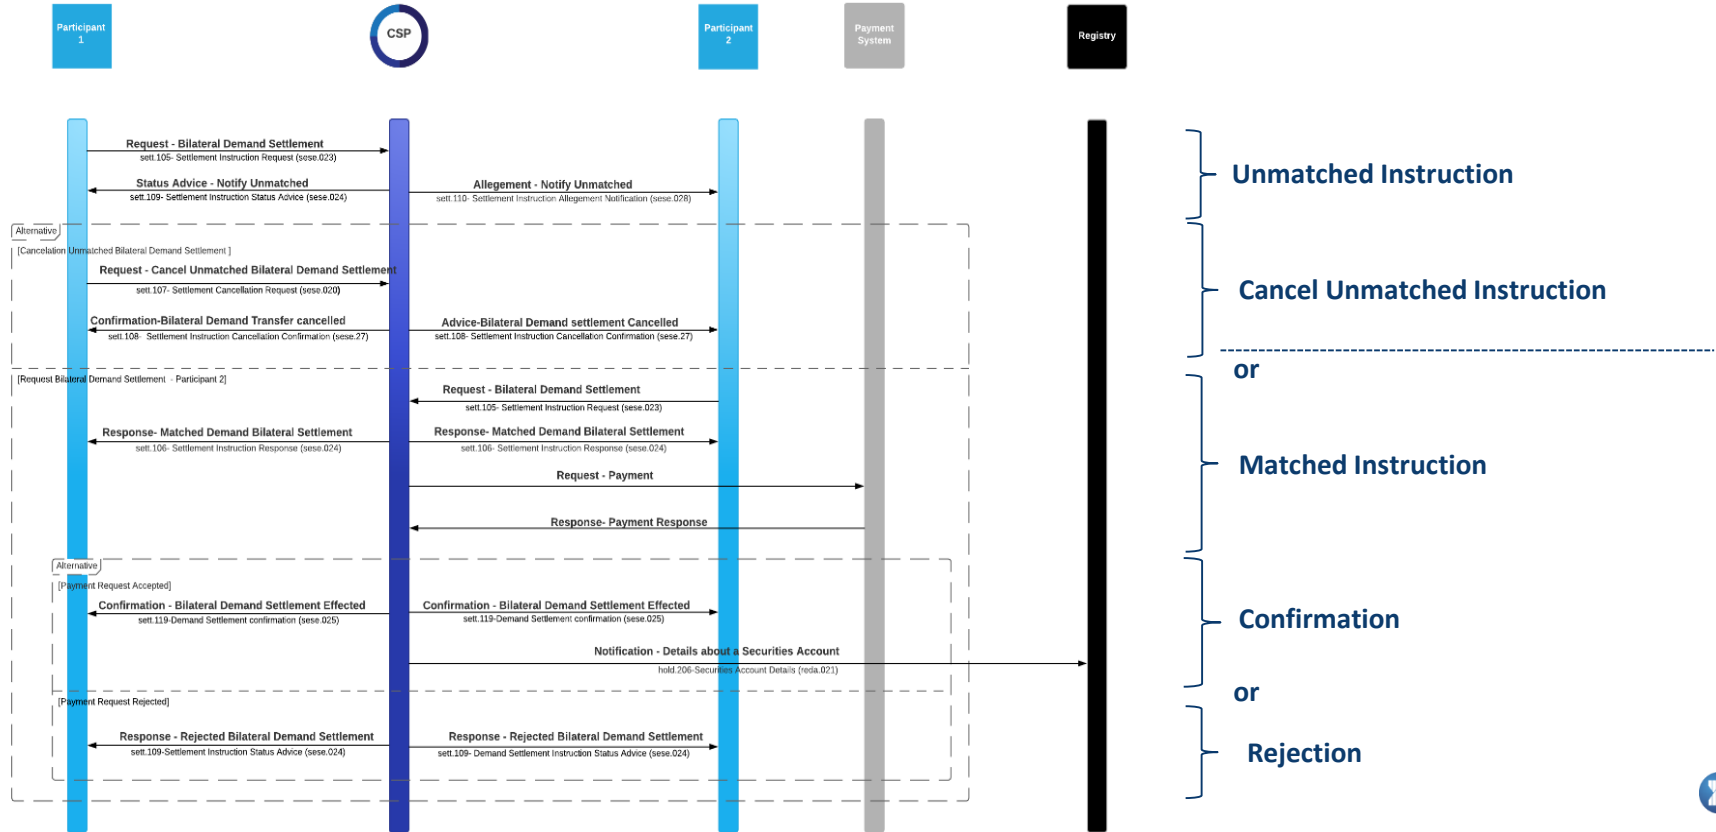 Participant
1
CSP
Participant
2
Payment
System
Registry
Request - Bilateral Demand Settlement
sett.105- Settlement Instruction Request (sese.023)
Status Advice - Notify Unmatched
sett.109- Settlement Instruction Status Advice (sese.024)
Allegement - Notify Unmatched
sett.110- Settlement Instruction Allegement Notification (sese.028)
Unmatched Instruction
Alternative
[Cancelation Unmatched Bilateral Demand Settlement ]
Request - Cancel Unmatched Bilateral Demand Settlement
sett.107- Settlement Cancellation Request (sese.020)
Confirmation-Bilateral Demand Transfer cancelled
sett.108- Settlement Instruction Cancellation Confirmation (sese.27)
Advice-Bilateral Demand settlement Cancelled
sett.108- Settlement Instruction Cancellation Confirmation (sese.27)
Cancel Unmatched Instruction
or
[Request Bilateral Demand Settlement - Participant 2]
Request - Bilateral Demand Settlement
sett.105- Settlement Instruction Request (sese.023)
Response- Matched Demand Bilateral Settlement
sett.106- Settlement Instruction Response (sese.024)
Response- Matched Demand Bilateral Settlement
sett.106- Settlement Instruction Response (sese.024)
Request - Payment
Response- Payment Response
Matched Instruction
Alternative
[Payment Request Accepted]
Confirmation - Bilateral Demand Settlement Effected
sett.119-Demand Settlement confirmation (sese.025)
Confirmation - Bilateral Demand Settlement Effected
sett.119-Demand Settlement confirmation (sese.025)
Notification - Details about a Securities Account
hold.206-Securities Account Details (reda.021)
Confirmation
or
[Payment Request Rejected]
Response - Rejected Bilateral Demand Settlement
sett.109-Settlement Instruction Status Advice (sese.024)
Response - Rejected Bilateral Demand Settlement
sett.109- Demand Settlement Instruction Status Advice (sese.024)
Rejection